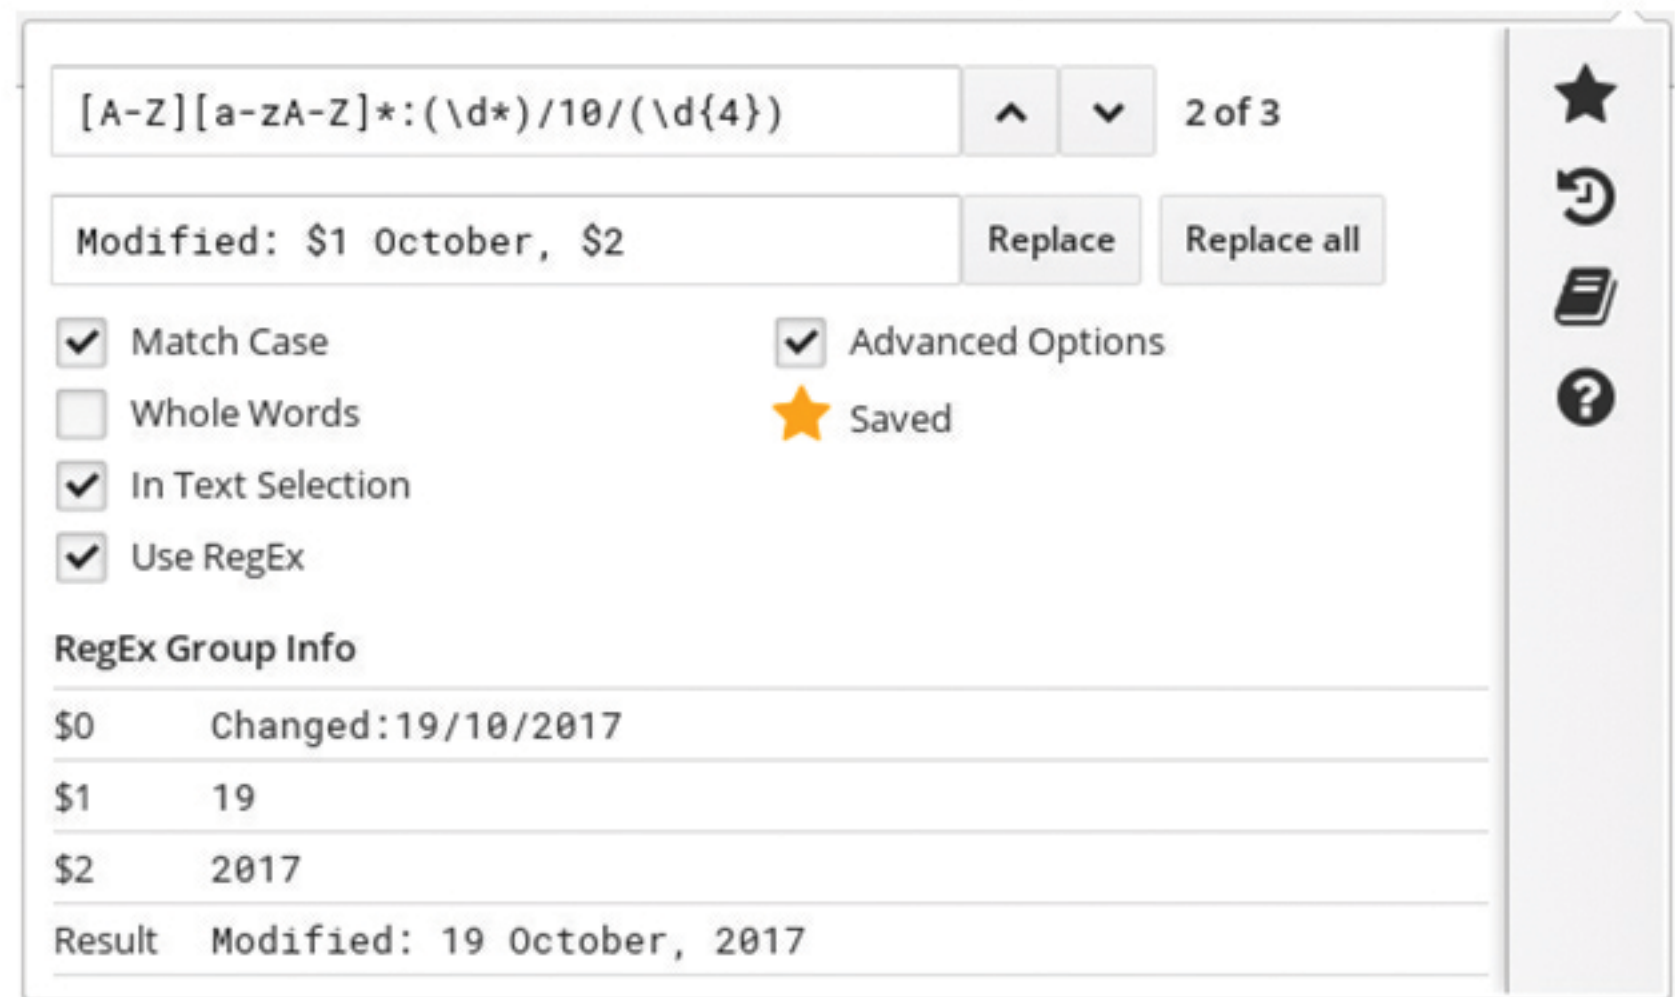 [A-Z][a-zA-Z]*:(\d*)/10/(\d{4})
2 of 3
Modified: $1 October, $2
Replace
Replace all
Match Case
Advanced Options
Whole Words
Saved
In Text Selection
Use RegEx
RegEx Group Info
$0 Changed:19/10/2017
$1 19
$2 2017
Result Modified: 19 October, 2017